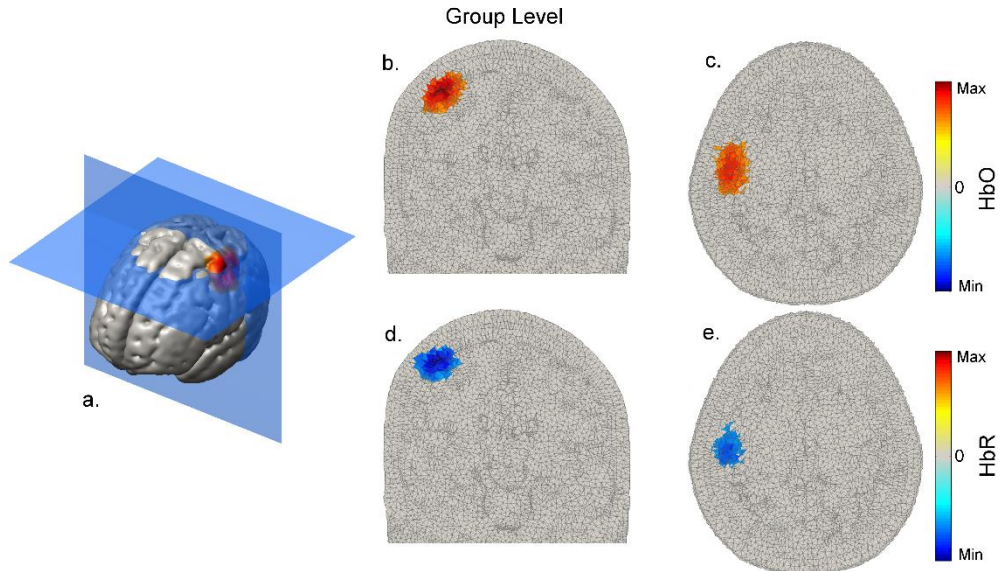 Group Level
b.
c.
Max
0
Min
HbO
a.
d.
e.
Max
0
Min
HbR